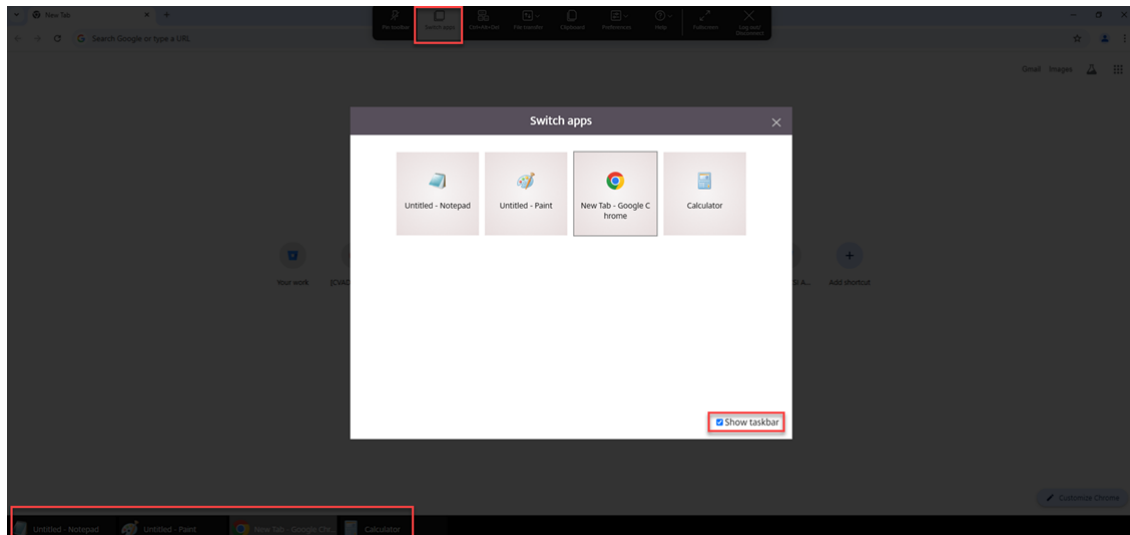 New Tab
Search Google or type a URL
Pin toolbar
Switch apps
Ctrl+Alt+Del
File transfer
Clipboard
Preferences
Help
Fullscreen
Log out/
Disconnect
Gmail Images
Switch apps
Untitled - Notepad
Untitled - Paint
New Tab - Google C
hrome
Calculator
Your work
Add shortcut
Show taskbar
Customize Chrome
Untitled - Notepad
Untitled - Paint
New Tab - Google Chr...
Calculator